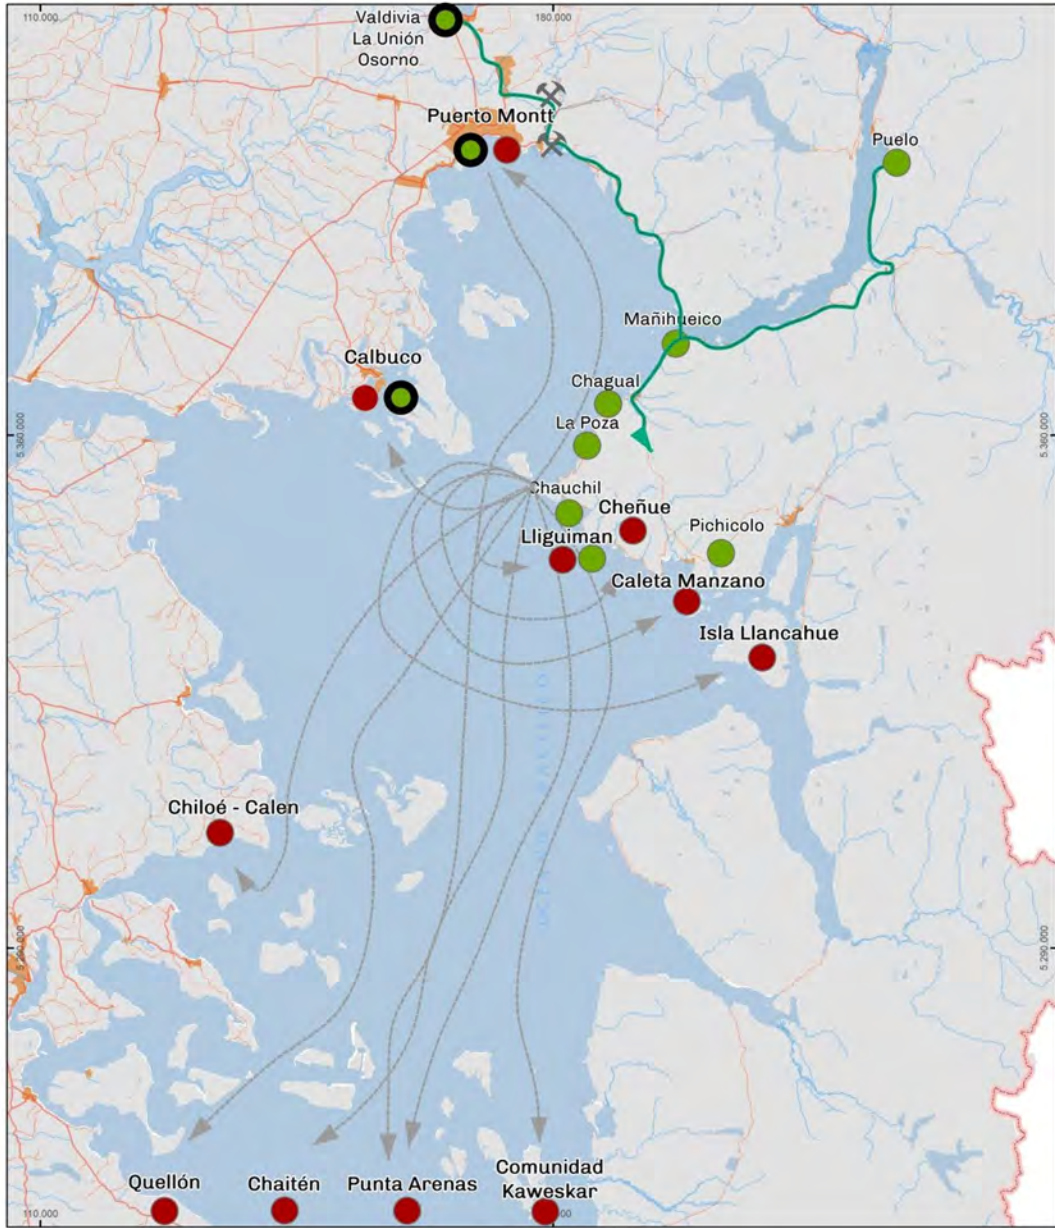 110.000
180.000
Valdivia
La Unión
Osorno
Puerto Montt
Puelo
Mañihueico
Calbuco
Chagual
La Poza
5.360.000
5.360.000
Chauchil
Cheñue
Lliguiman
Pichicolo
Caleta Manzano
Isla Llancahue
Chiloé - Calen
5.290.000
5.290.000
Comunidad
Kaweskar
Quellón
Chaitén
Punta Arenas
110.000